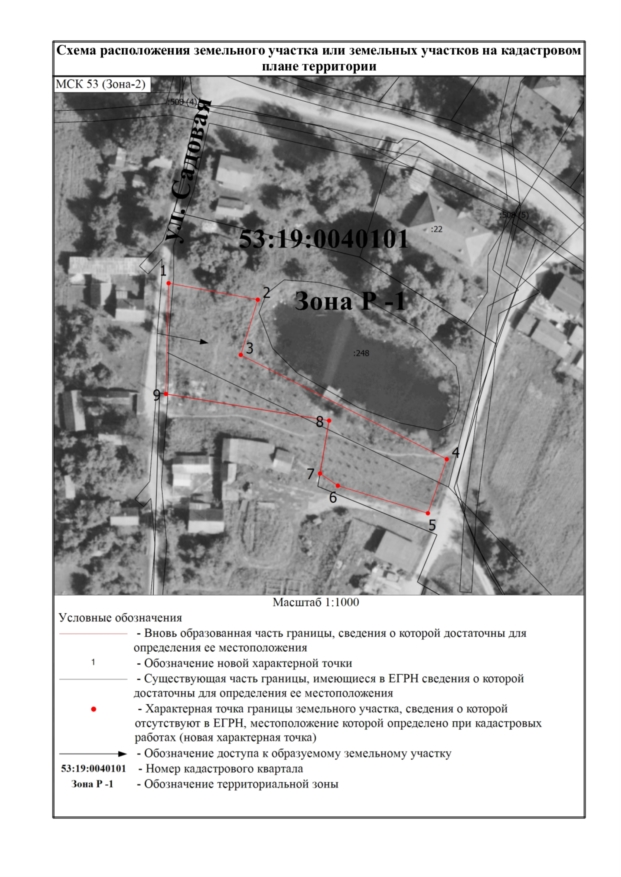 Схема расположения земельного участка или земельных участков на кадастровом
плане территории
МСК 53 (Зона-2)
ул. Садовая
:22
53:19:0040101
1
2
Зона Р -1
3
:248
9
8
4
7
6
5
Масштаб 1:1000
Условные обозначения
- Вновь образованная часть границы, сведения о которой достаточны для
определения ее местоположения
1 - Обозначение новой характерной точки
- Существующая часть границы, имеющиеся в ЕГРН сведения о которой
достаточны для определения ее местоположения
- Характерная точка границы земельного участка, сведения о которой
отсутствуют в ЕГРН, местоположение которой определено при кадастровых
работах (новая характерная точка)
- Обозначение доступа к образуемому земельному участку
53:19:0040101 - Номер кадастрового квартала
Зона Р -1 - Обозначение территориальной зоны